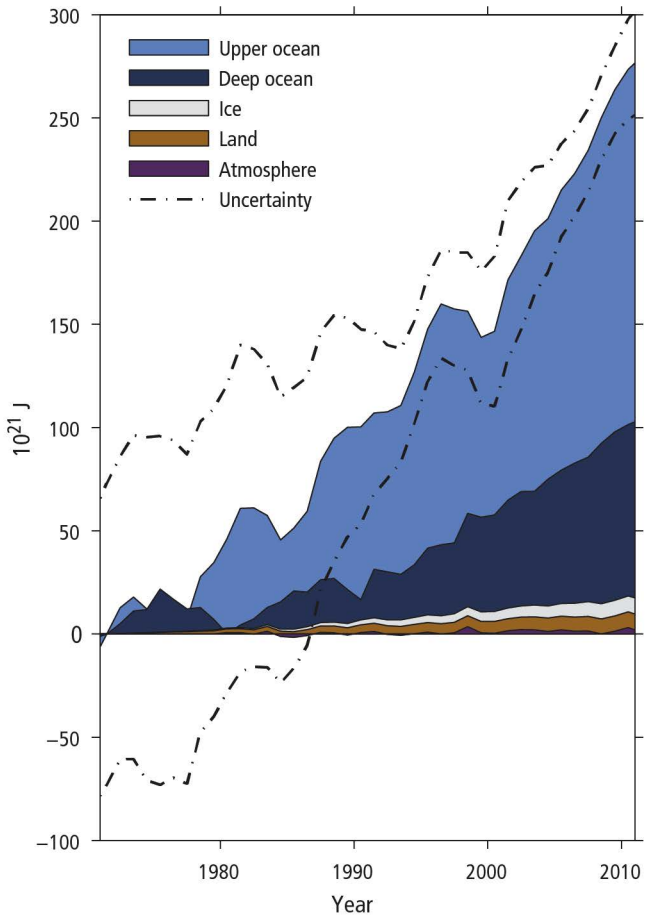 300
250
200
150
100
50
0
−50
−100
10²¹ J
Upper ocean
Deep ocean
Ice
Land
Atmosphere
Uncertainty
1980 1990 2000 2010
Year